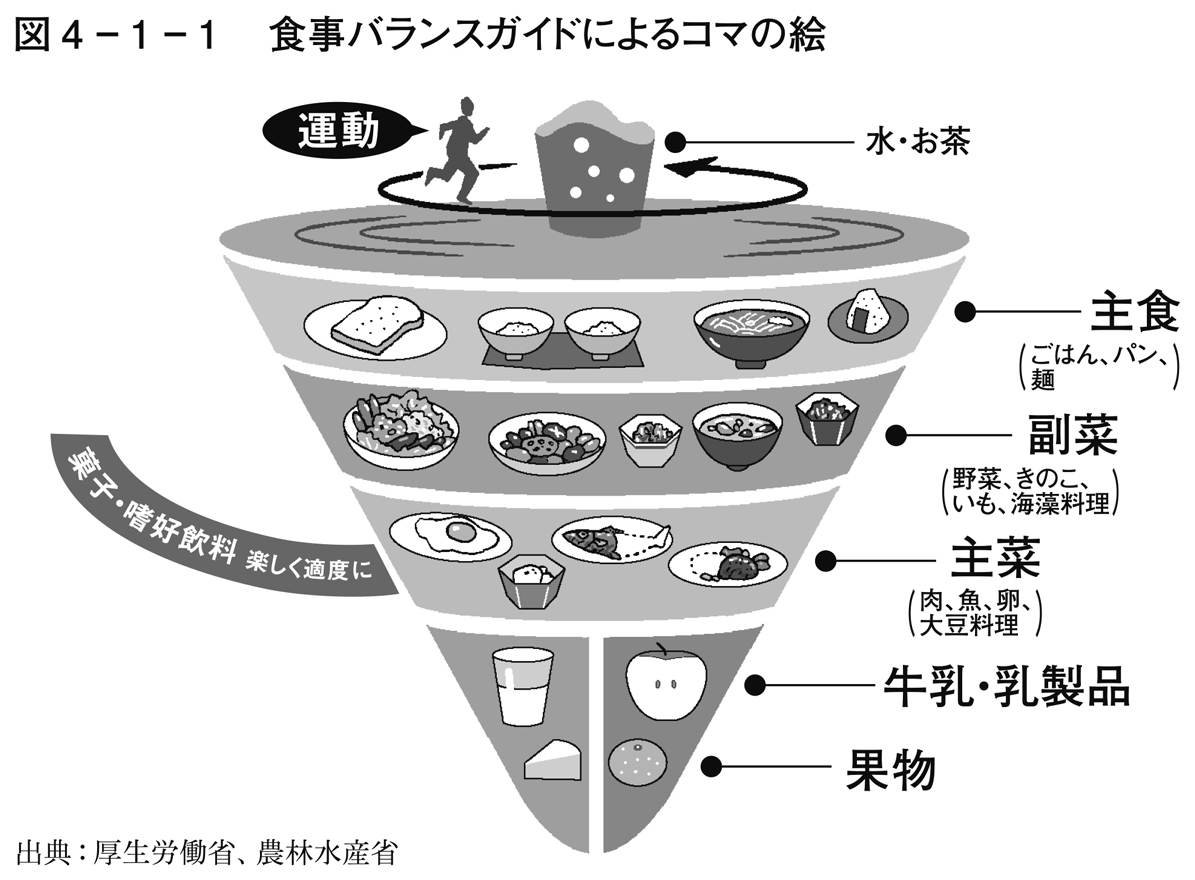 図4－1－1　食事バランスガイドによるコマの絵
運動
水・お茶
主食
(ごはん、パン、
麺)
副菜
(野菜、きのこ、
いも、海藻料理)
菓子・嗜好飲料 楽しく適度に
主菜
(肉、魚、卵、
大豆料理)
牛乳・乳製品
果物
出典：厚生労働省、農林水産省